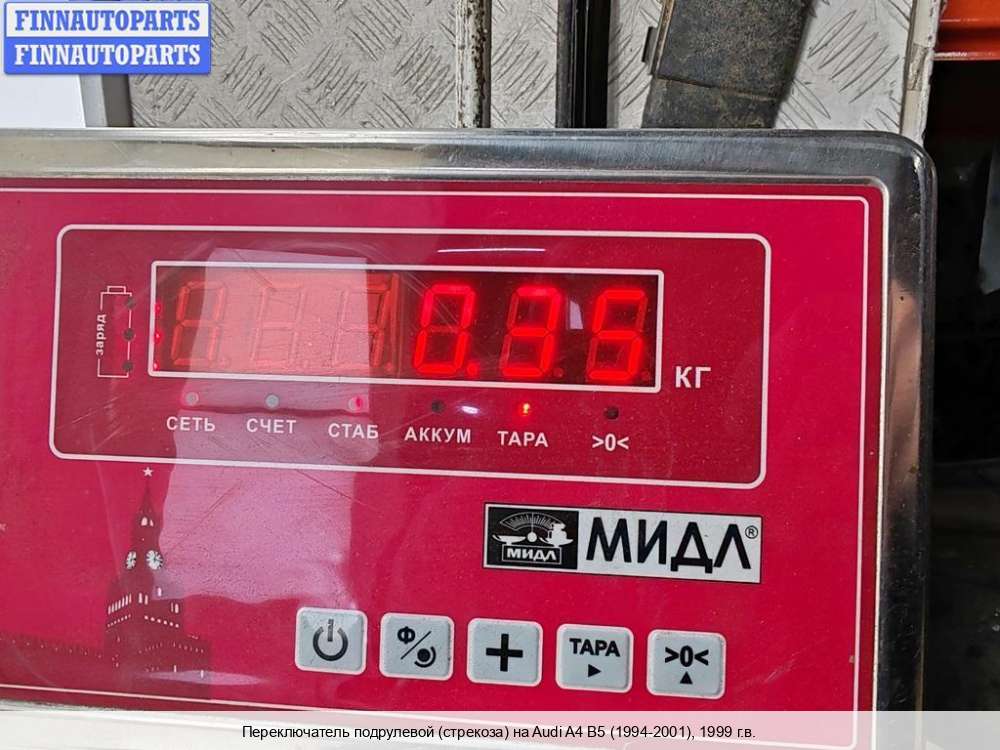 FINNAUTOPARTS
FINNAUTOPARTS
заряд
0.35
КГ
СЕТЬ СЧЕТ СТАБ АККУМ ТАРА >0<
МИДЛ МИДЛ®
Ф ТАРА >0<
Переключатель подрулевой (стрекоза) на Audi A4 B5 (1994-2001), 1999 г.в.